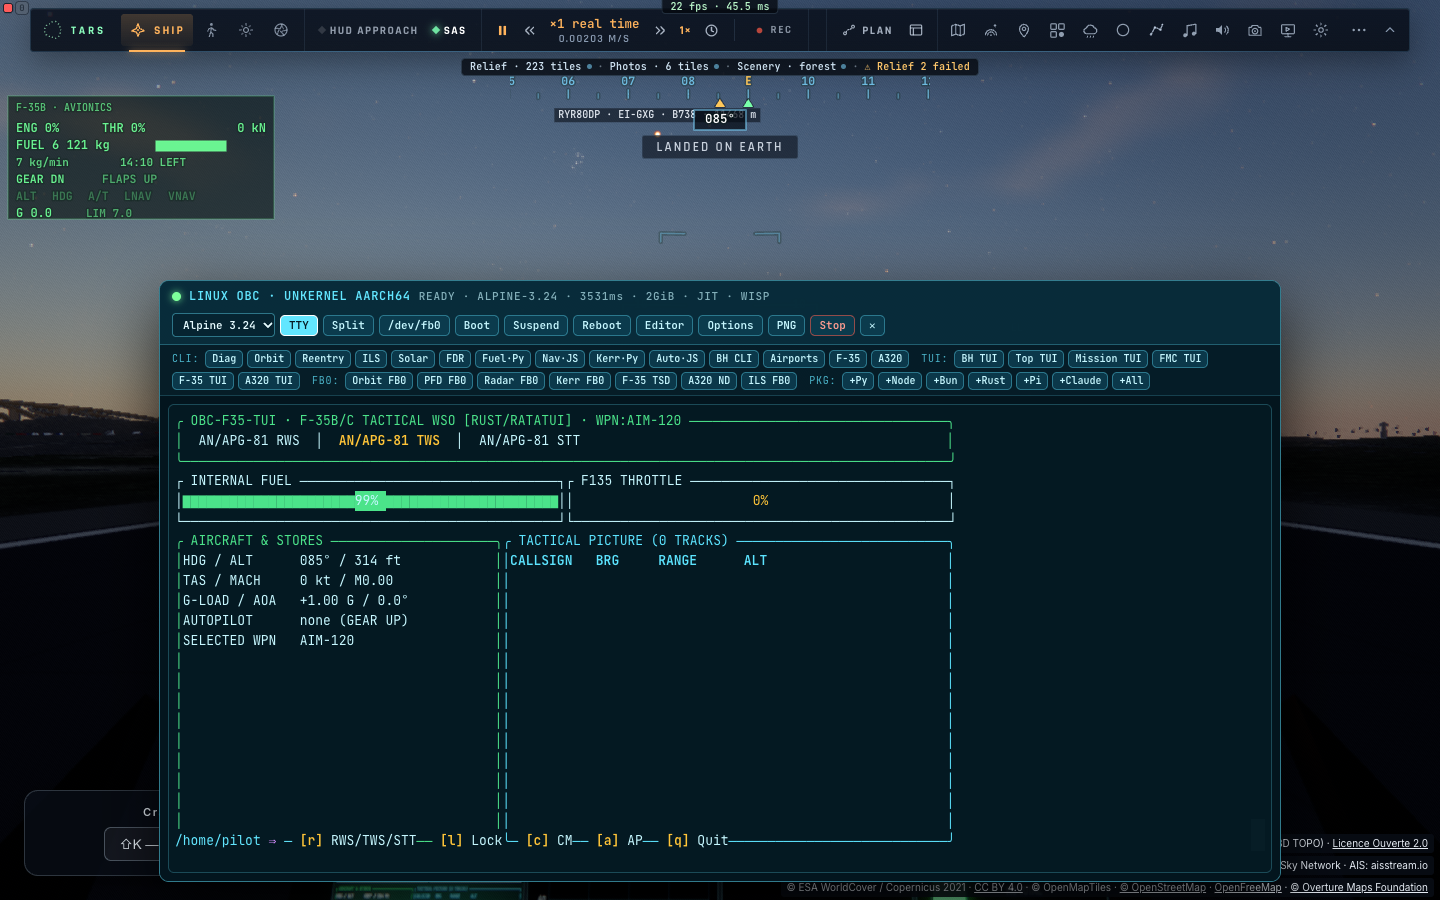 22 fps · 45.5 ms
TARS SHIP HUD APPROACH SAS ×1 real time 1× REC PLAN
0.00203 M/S
Relief · 223 tiles · Photos · 6 tiles · Scenery · forest · ⚠ Relief 2 failed
5 06 07 08 E 10 11
RYR80DP · EI-GXG · B738 m
085°
LANDED ON EARTH
F-35B · AVIONICS
ENG 0% THR 0% 0 kN
FUEL 6 121 kg
7 kg/min 14:10 LEFT
GEAR DN FLAPS UP
ALT HDG A/T LNAV VNAV
G 0.0 LIM 7.0
LINUX OBC · UNKERNEL AARCH64 READY · ALPINE-3.24 · 3531ms · 2GiB · JIT · WISP
Alpine 3.24 TTY Split /dev/fb0 Boot Suspend Reboot Editor Options PNG Stop ×
CLI: Diag Orbit Reentry ILS Solar FDR Fuel·Py Nav·JS Kerr·Py Auto·JS BH CLI Airports F-35 A320 TUI: BH TUI Top TUI Mission TUI FMC TUI
F-35 TUI A320 TUI FB0: Orbit FB0 PFD FB0 Radar FB0 Kerr FB0 F-35 TSD A320 ND ILS FB0 PKG: +Py +Node +Bun +Rust +Pi +Claude +All
OBC-F35-TUI · F-35B/C TACTICAL WSO [RUST/RATATUI] · WPN:AIM-120
AN/APG-81 RWS │ AN/APG-81 TWS │ AN/APG-81 STT
INTERNAL FUEL F135 THROTTLE
99% 0%
AIRCRAFT & STORES TACTICAL PICTURE (0 TRACKS)
HDG / ALT 085° / 314 ft CALLSIGN BRG RANGE ALT
TAS / MACH 0 kt / M0.00
G-LOAD / AOA +1.00 G / 0.0°
AUTOPILOT none (GEAR UP)
SELECTED WPN AIM-120
/home/pilot ⇒ — [r] RWS/TWS/STT—— [l] Lock — [c] CM—— [a] AP—— [q] Quit
Cr
⇧K —
D TOPO) · Licence Ouverte 2.0
Sky Network · AIS: aisstream.io
© ESA WorldCover / Copernicus 2021 · CC BY 4.0 · © OpenMapTiles · © OpenStreetMap · OpenFreeMap · © Overture Maps Foundation